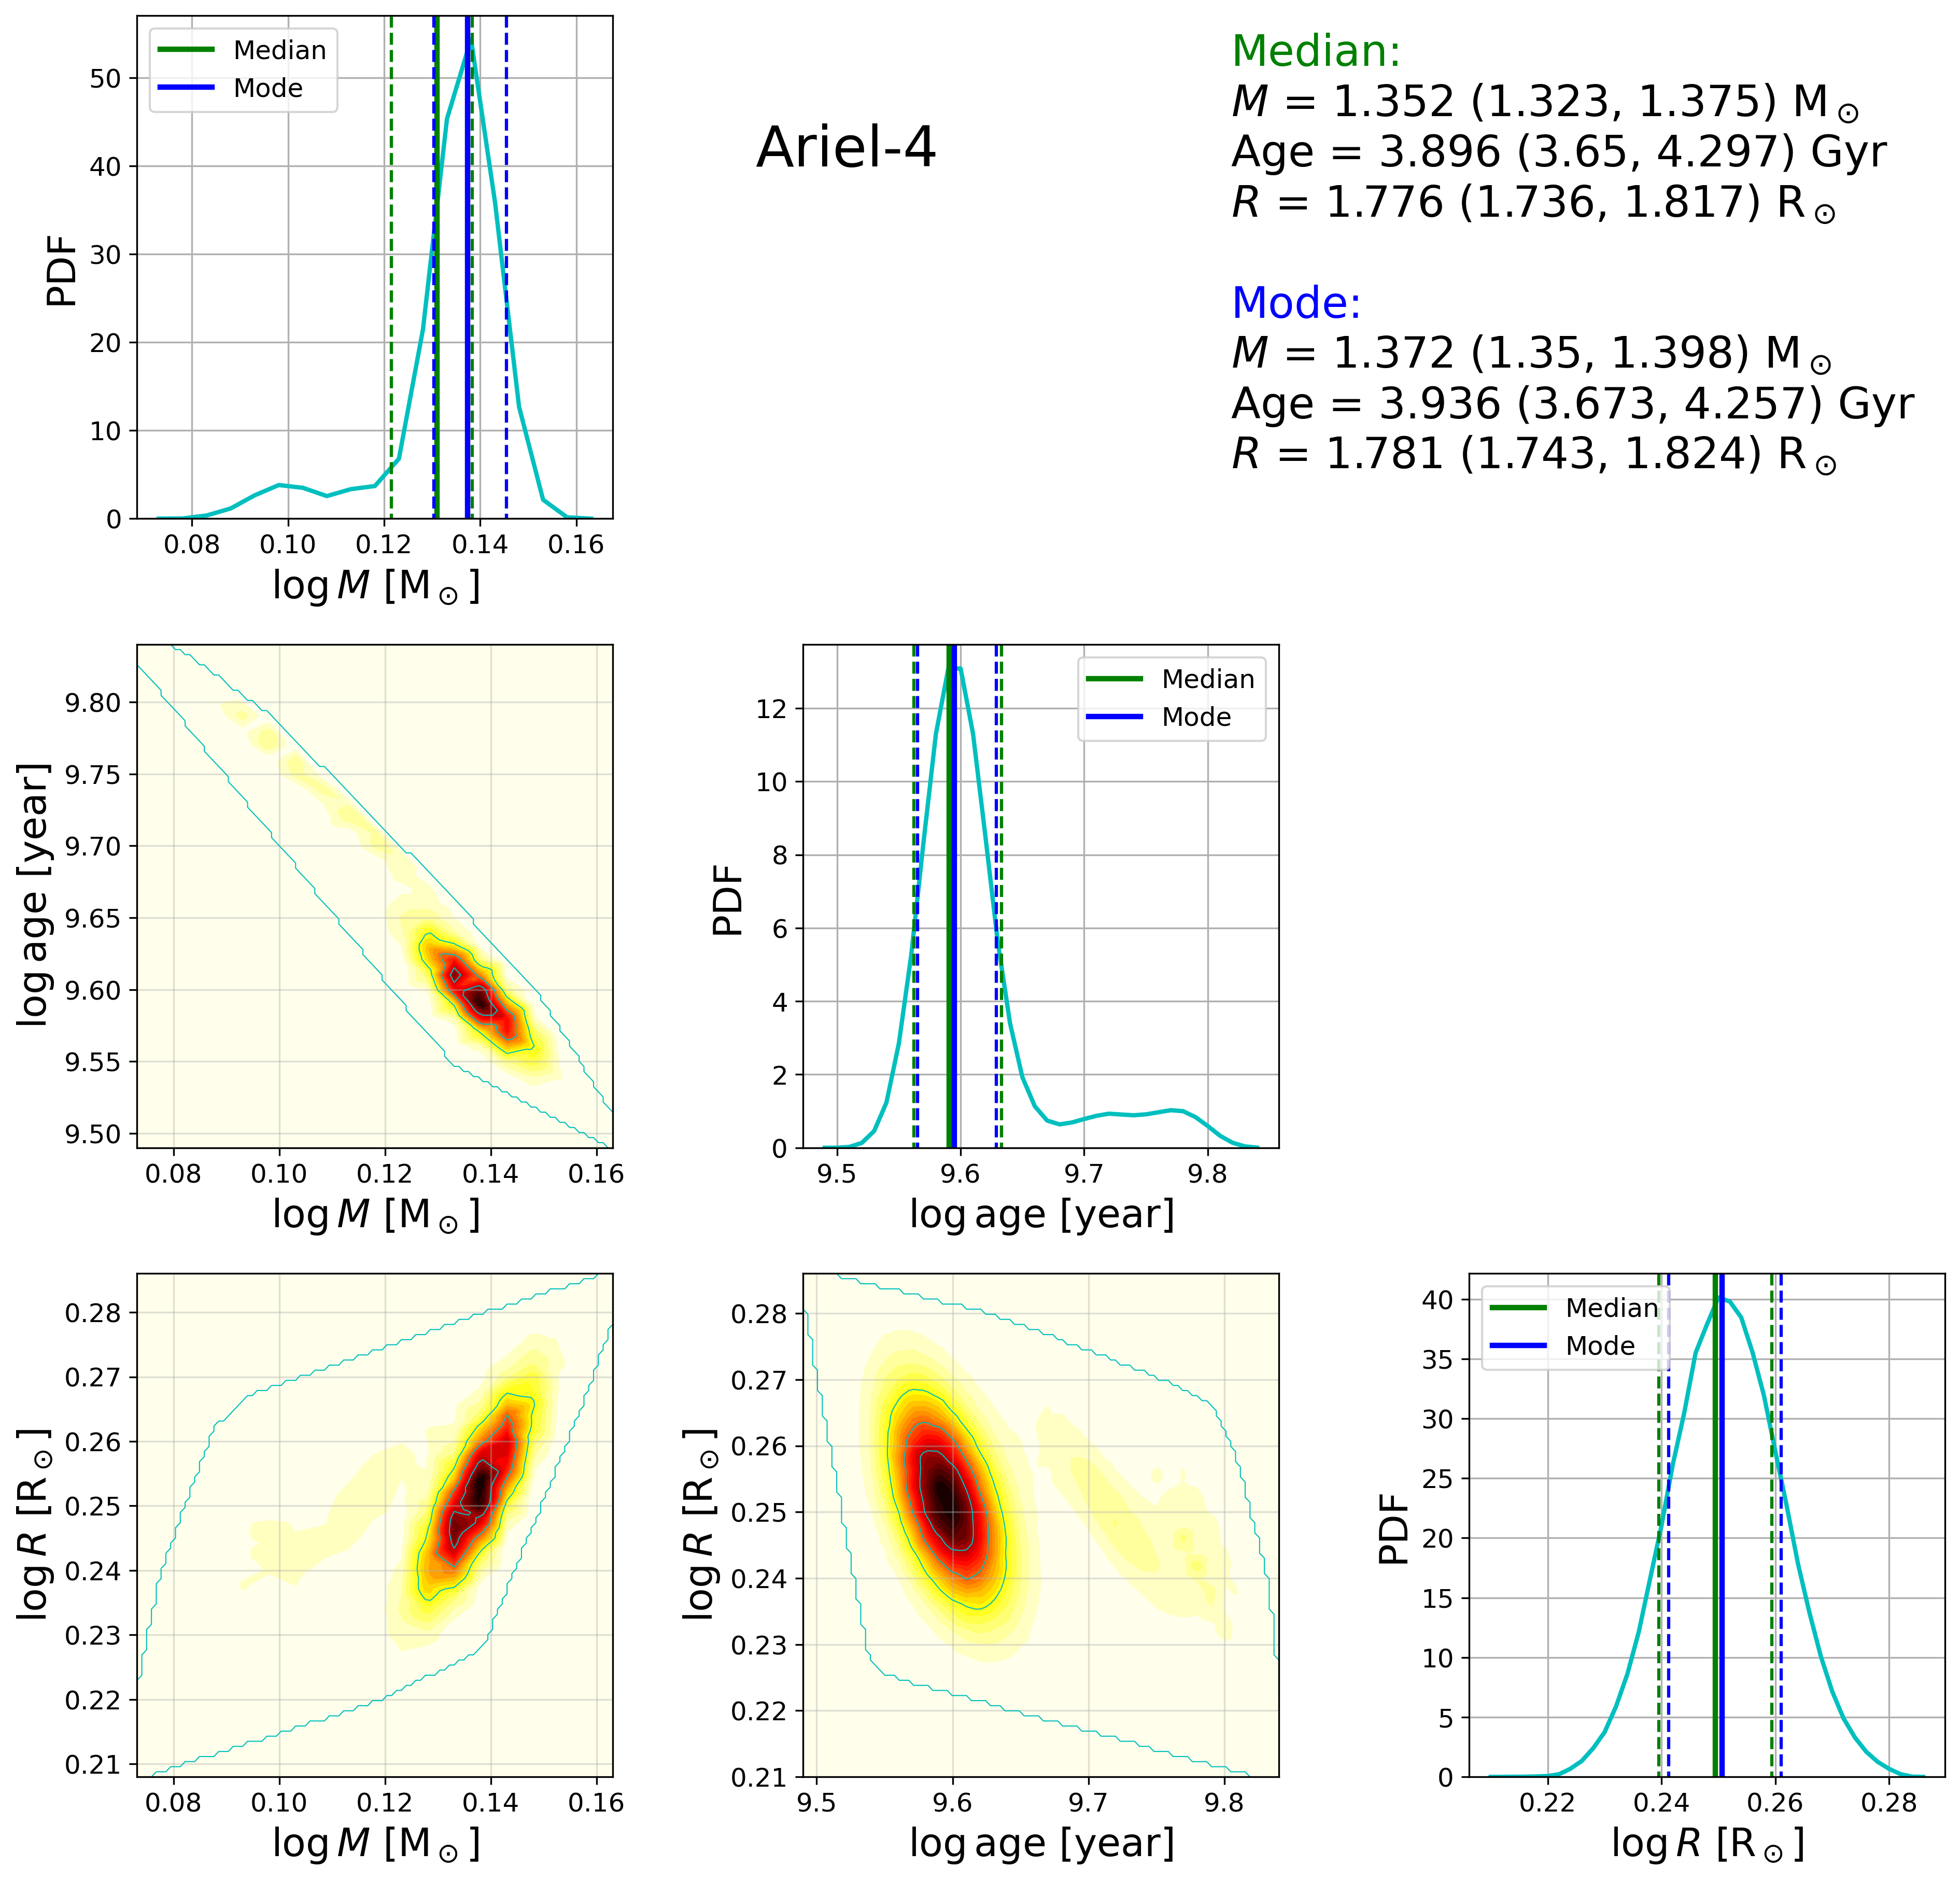 Median
Mode
50
40
30
20
10
0
PDF
0.08 0.10 0.12 0.14 0.16
log M [M⊙]
Ariel-4
Median:
M = 1.352 (1.323, 1.375) M⊙
Age = 3.896 (3.65, 4.297) Gyr
R = 1.776 (1.736, 1.817) R⊙
Mode:
M = 1.372 (1.35, 1.398) M⊙
Age = 3.936 (3.673, 4.257) Gyr
R = 1.781 (1.743, 1.824) R⊙
9.80
9.75
9.70
9.65
9.60
9.55
9.50
log age [year]
0.08 0.10 0.12 0.14 0.16
log M [M⊙]
Median
Mode
12
10
8
6
4
2
0
PDF
9.5 9.6 9.7 9.8
log age [year]
0.28
0.27
0.26
0.25
0.24
0.23
0.22
0.21
log R [R⊙]
0.08 0.10 0.12 0.14 0.16
log M [M⊙]
0.28
0.27
0.26
0.25
0.24
0.23
0.22
0.21
log R [R⊙]
9.5 9.6 9.7 9.8
log age [year]
Median
Mode
40
35
30
25
20
15
10
5
0
PDF
0.22 0.24 0.26 0.28
log R [R⊙]